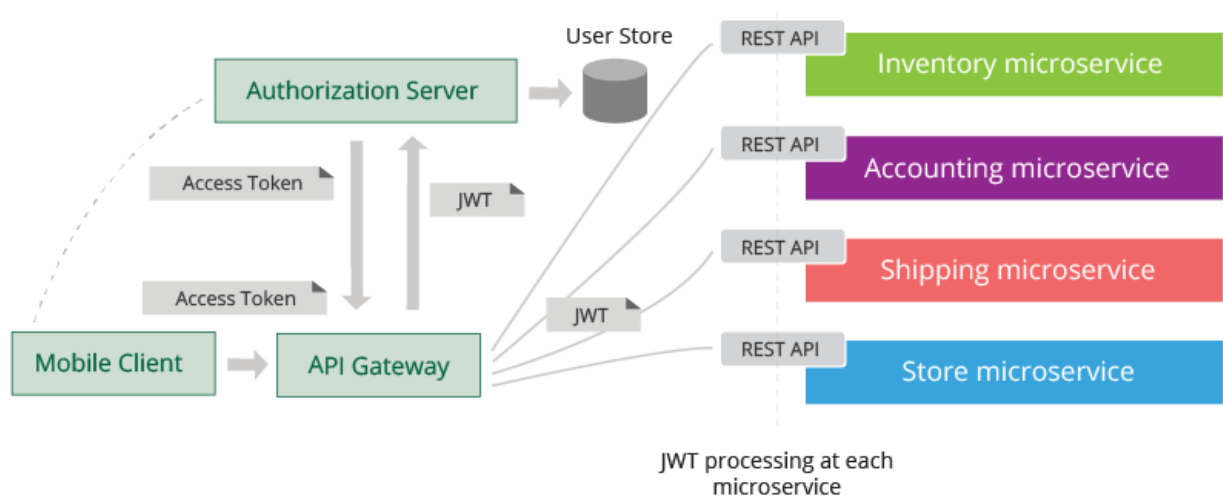 User Store
Authorization Server
Access Token
JWT
Access Token
Mobile Client
API Gateway
JWT
REST API
Inventory microservice
REST API
Accounting microservice
REST API
Shipping microservice
REST API
Store microservice
JWT processing at each
microservice